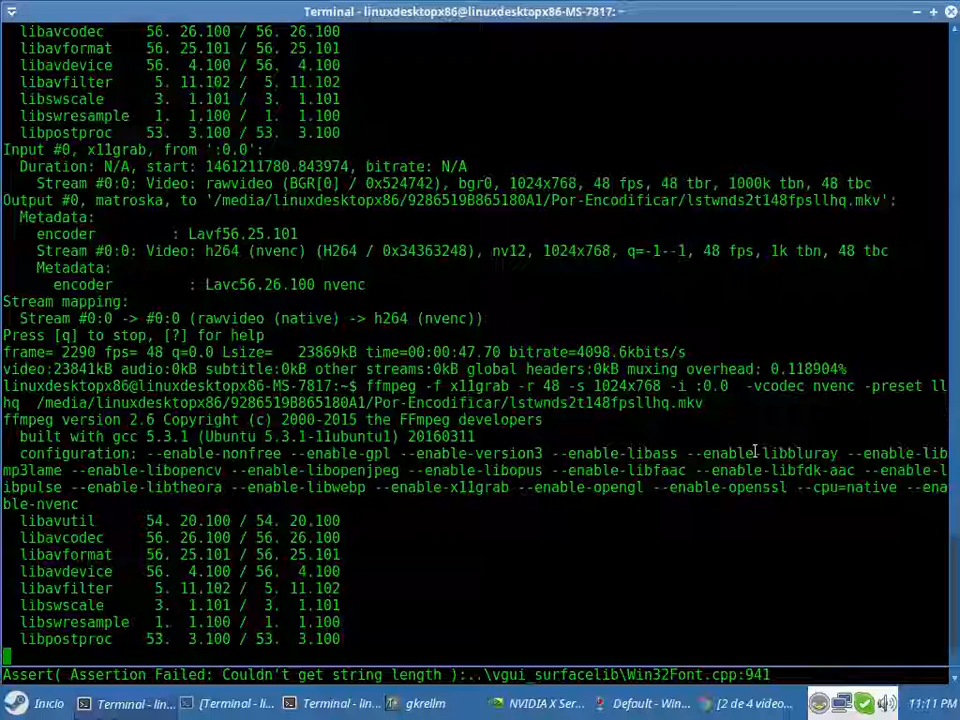 Terminal - linuxdesktopx86@linuxdesktopx86-MS-7817: ~
libavcodec     56. 26.100 / 56. 26.100
libavformat    56. 25.101 / 56. 25.101
libavdevice    56.  4.100 / 56.  4.100
libavfilter     5. 11.102 /  5. 11.102
libswscale      3.  1.101 /  3.  1.101
libswresample   1.  1.100 /  1.  1.100
libpostproc    53.  3.100 / 53.  3.100
Input #0, x11grab, from ':0.0':
Duration: N/A, start: 1461211780.843974, bitrate: N/A
Stream #0:0: Video: rawvideo (BGR[0] / 0x524742), bgr0, 1024x768, 48 fps, 48 tbr, 1000k tbn, 48 tbc
Output #0, matroska, to '/media/linuxdesktopx86/9286519B865180A1/Por-Encodificar/lstwnds2t148fpsllhq.mkv':
Metadata:
encoder         : Lavf56.25.101
Stream #0:0: Video: h264 (nvenc) (H264 / 0x34363248), nv12, 1024x768, q=-1--1, 48 fps, 1k tbn, 48 tbc
Metadata:
encoder         : Lavc56.26.100 nvenc
Stream mapping:
Stream #0:0 -> #0:0 (rawvideo (native) -> h264 (nvenc))
Press [q] to stop, [?] for help
frame= 2290 fps= 48 q=0.0 Lsize=   23869kB time=00:00:47.70 bitrate=4098.6kbits/s
video:23841kB audio:0kB subtitle:0kB other streams:0kB global headers:0kB muxing overhead: 0.118904%
linuxdesktopx86@linuxdesktopx86-MS-7817:~$ ffmpeg -f x11grab -r 48 -s 1024x768 -i :0.0  -vcodec nvenc -preset ll
hq  /media/linuxdesktopx86/9286519B865180A1/Por-Encodificar/lstwnds2t148fpsllhq.mkv
ffmpeg version 2.6 Copyright (c) 2000-2015 the FFmpeg developers
built with gcc 5.3.1 (Ubuntu 5.3.1-11ubuntu1) 20160311
configuration: --enable-nonfree --enable-gpl --enable-version3 --enable-libass --enable-libbluray --enable-lib
mp3lame --enable-libopencv --enable-libopenjpeg --enable-libopus --enable-libfaac --enable-libfdk-aac --enable-l
ibpulse --enable-libtheora --enable-libwebp --enable-x11grab --enable-opengl --enable-openssl --cpu=native --ena
ble-nvenc
libavutil      54. 20.100 / 54. 20.100
libavcodec     56. 26.100 / 56. 26.100
libavformat    56. 25.101 / 56. 25.101
libavdevice    56.  4.100 / 56.  4.100
libavfilter     5. 11.102 /  5. 11.102
libswscale      3.  1.101 /  3.  1.101
libswresample   1.  1.100 /  1.  1.100
libpostproc    53.  3.100 / 53.  3.100
Assert( Assertion Failed: Couldn't get string length ):..\vgui_surfacelib\Win32Font.cpp:941
Inicio Terminal - lin... [Terminal - li... Terminal - lin... gkrellm NVIDIA X Ser... Default - Win... [2 de 4 video... 11:11 PM